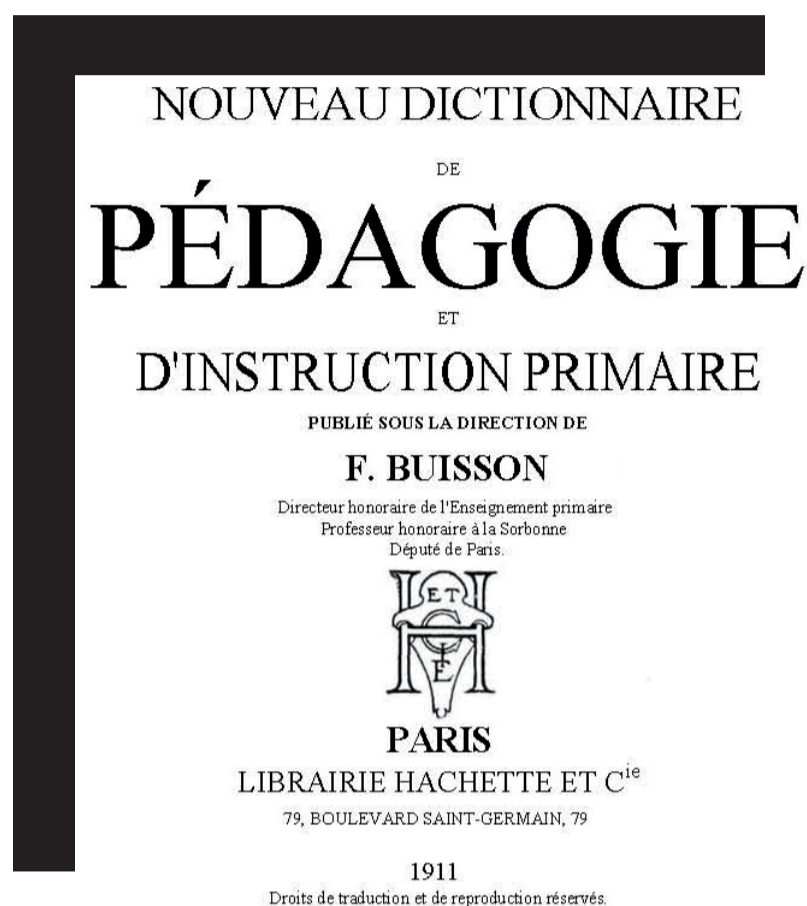 NOUVEAU DICTIONNAIRE
DE
PÉDAGOGIE
ET
D'INSTRUCTION PRIMAIRE
PUBLIÉ SOUS LA DIRECTION DE
F. BUISSON
Directeur honoraire de l'Enseignement primaire
Professeur honoraire à la Sorbonne
Député de Paris.
H ET C IE
PARIS
LIBRAIRIE HACHETTE ET Cie
79, BOULEVARD SAINT-GERMAIN, 79
1911
Droits de traduction et de reproduction réservés.